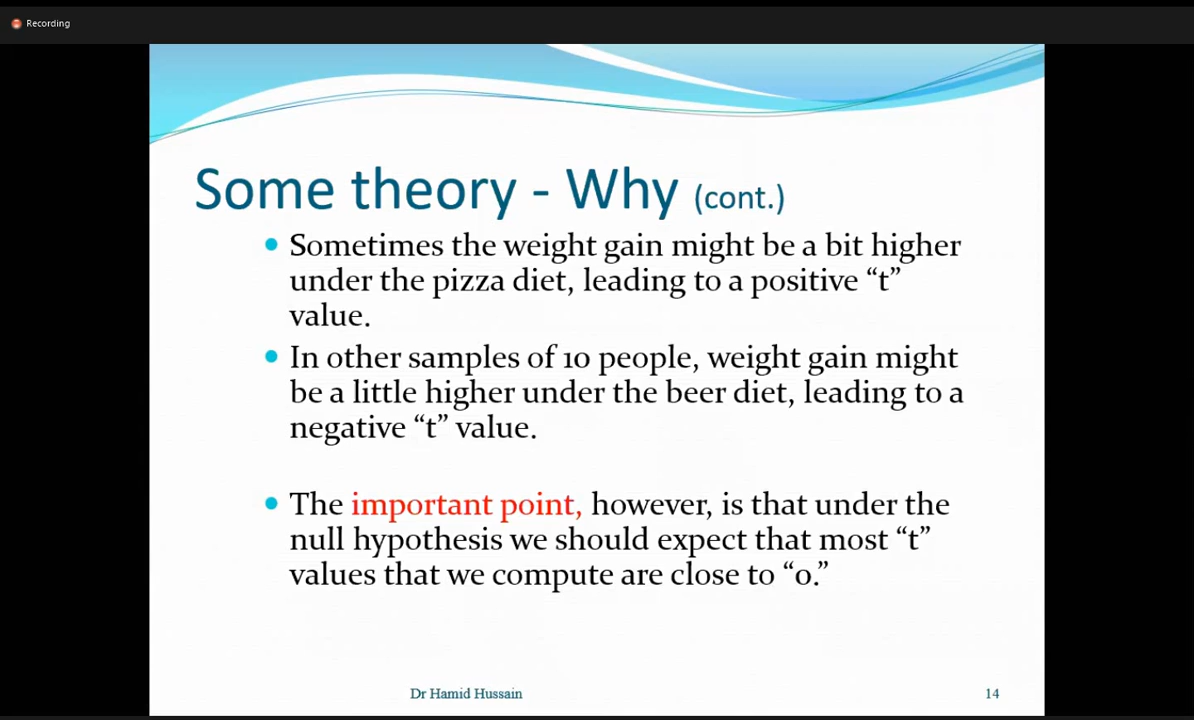 Recording
Some theory - Why (cont.)
• Sometimes the weight gain might be a bit higher
under the pizza diet, leading to a positive “t”
value.
• In other samples of 10 people, weight gain might
be a little higher under the beer diet, leading to a
negative “t” value.
• The important point, however, is that under the
null hypothesis we should expect that most “t”
values that we compute are close to “0.”
Dr Hamid Hussain
14